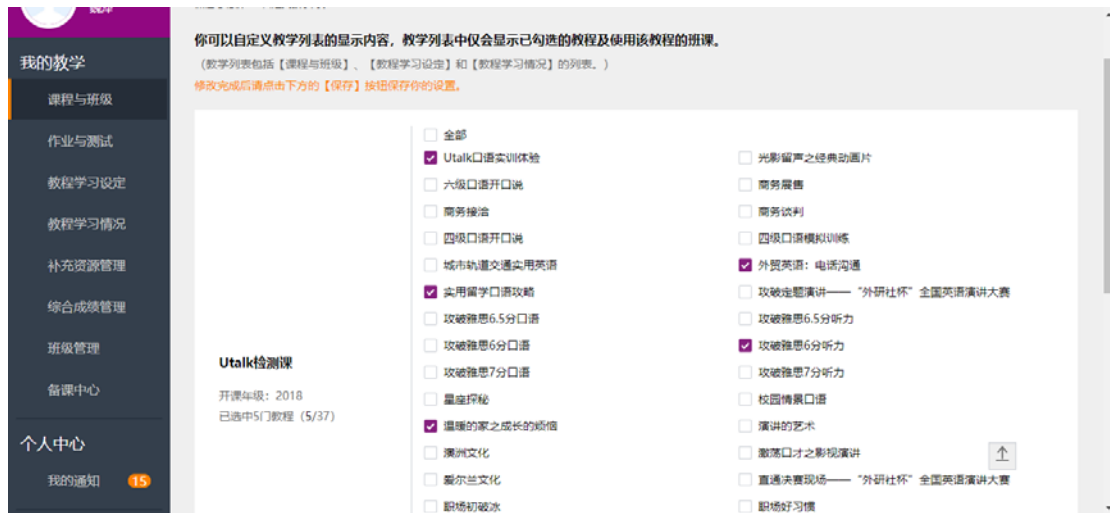 你可以自定义教学列表的显示内容，教学列表中仅会显示已勾选的教程及使用该教程的班课。
（教学列表包括【课程与班级】、【教程学习设定】和【教程学习情况】的列表。）
修改完成后请点击下方的【保存】按钮保存你的设置。
我的教学
课程与班级
作业与测试
教程学习设定
教程学习情况
补充资源管理
综合成绩管理
班级管理
备课中心
个人中心
我的通知 15
Utalk检测课
开课年级：2018
已选中5门教程（5/37）
全部
Utalk口语实训体验 光影留声之经典动画片
六级口语开口说 商务展售
商务接洽 商务谈判
四级口语开口说 四级口语模拟训练
城市轨道交通实用英语 外贸英语：电话沟通
实用留学口语攻略 攻破定题演讲——“外研社杯”全国英语演讲大赛
攻破雅思6.5分口语 攻破雅思6.5分听力
攻破雅思6分口语 攻破雅思6分听力
攻破雅思7分口语 攻破雅思7分听力
星座探秘 校园情景口语
温暖的家之成长的烦恼 演讲的艺术
澳洲文化 激荡口才之影视演讲
爱尔兰文化 直通决赛现场——“外研社杯”全国英语演讲大赛
职场初破冰 职场好习惯